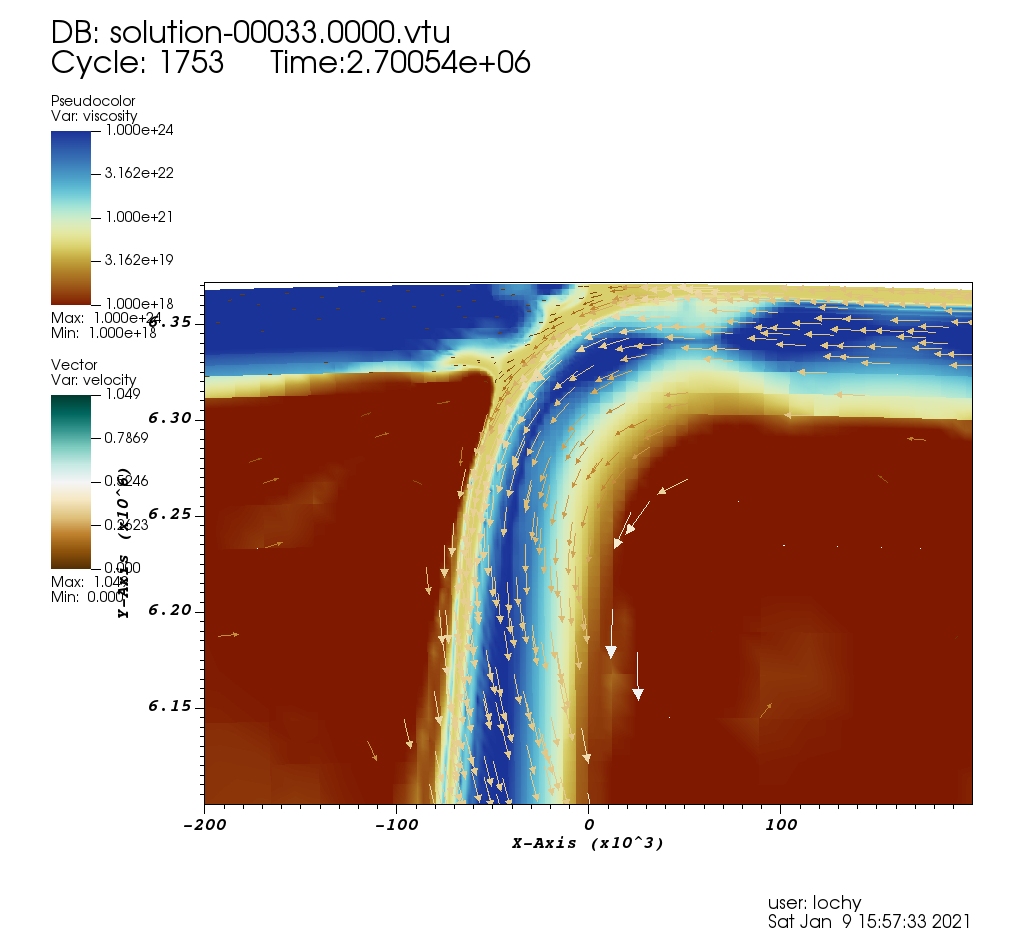 DB: solution-00033.0000.vtu
Cycle: 1753 Time:2.70054e+06
Pseudocolor
Var: viscosity
1.000e+24
3.162e+22
1.000e+21
3.162e+19
1.000e+18
Max: 1.000e+24
Min: 1.000e+18
Vector
Var: velocity
1.049
0.7869
0.5246
0.2623
0.000
Max: 1.049
Min: 0.000
Y-Axis (x10^6)
6.35
6.30
6.25
6.20
6.15
-200
-100
0
100
X-Axis (x10^3)
user: lochy
Sat Jan 9 15:57:33 2021